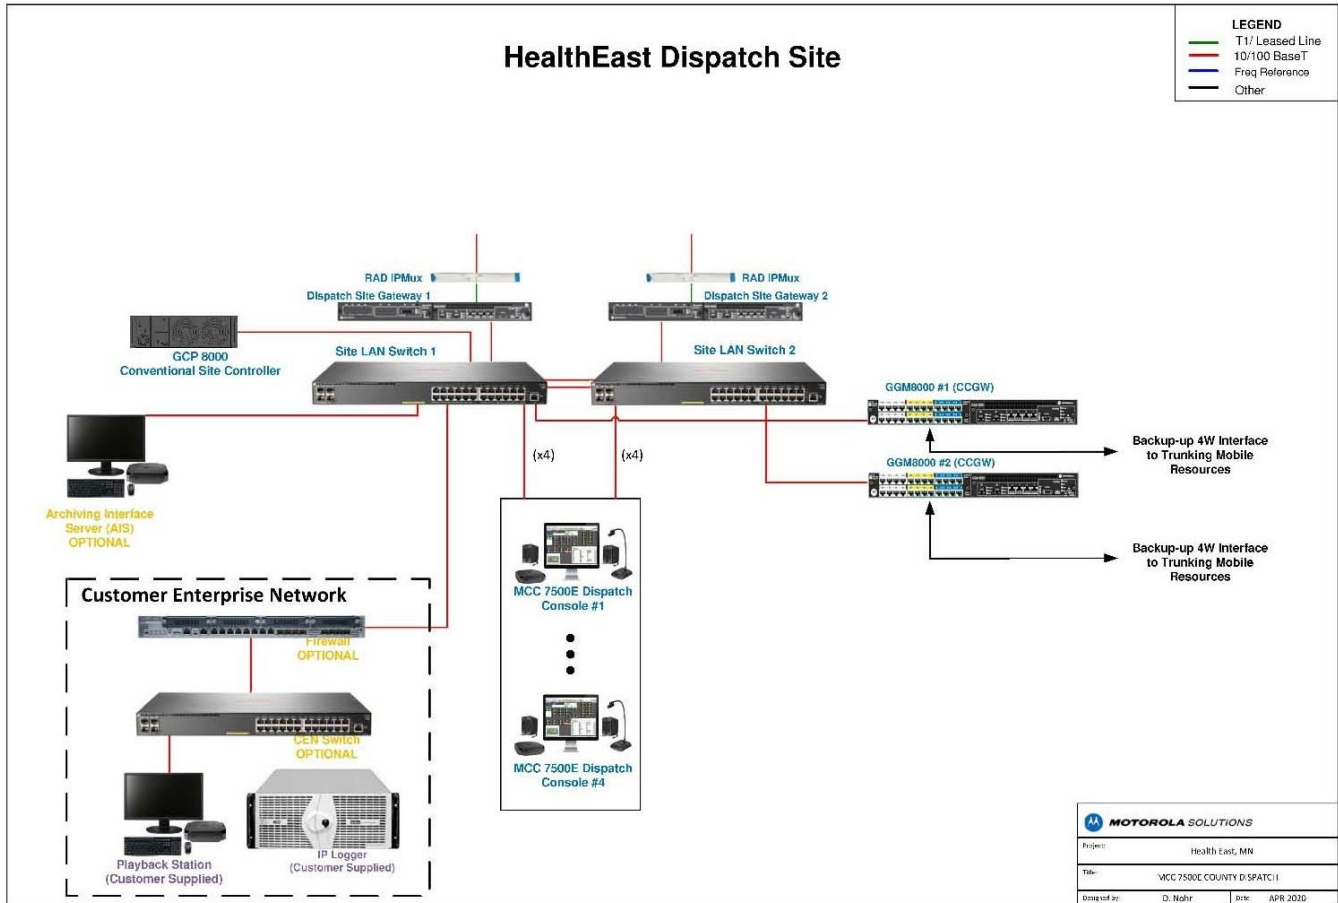 HealthEast Dispatch Site
LEGEND
T1/ Leased Line
10/100 BaseT
Freq Reference
Other
RAD IPMux
Dispatch Site Gateway 1
RAD IPMux
Dispatch Site Gateway 2
GCP 8000
Conventional Site Controller
Site LAN Switch 1
Site LAN Switch 2
GGM8000 #1 (CCGW)
Backup-up 4W Interface
to Trunking Mobile
Resources
GGM8000 #2 (CCGW)
Backup-up 4W Interface
to Trunking Mobile
Resources
(x4)
(x4)
Archiving Interface
Server (AIS)
OPTIONAL
MCC 7500E Dispatch
Console #1
MCC 7500E Dispatch
Console #4
Customer Enterprise Network
Firewall
OPTIONAL
CEN Switch
OPTIONAL
Playback Station
(Customer Supplied)
IP Logger
(Customer Supplied)
MOTOROLA SOLUTIONS
Project: Health East, MN
Title: MCC 7500E COUNTY DISPATCH
Designed by: D. Nohr Date: APR 2020